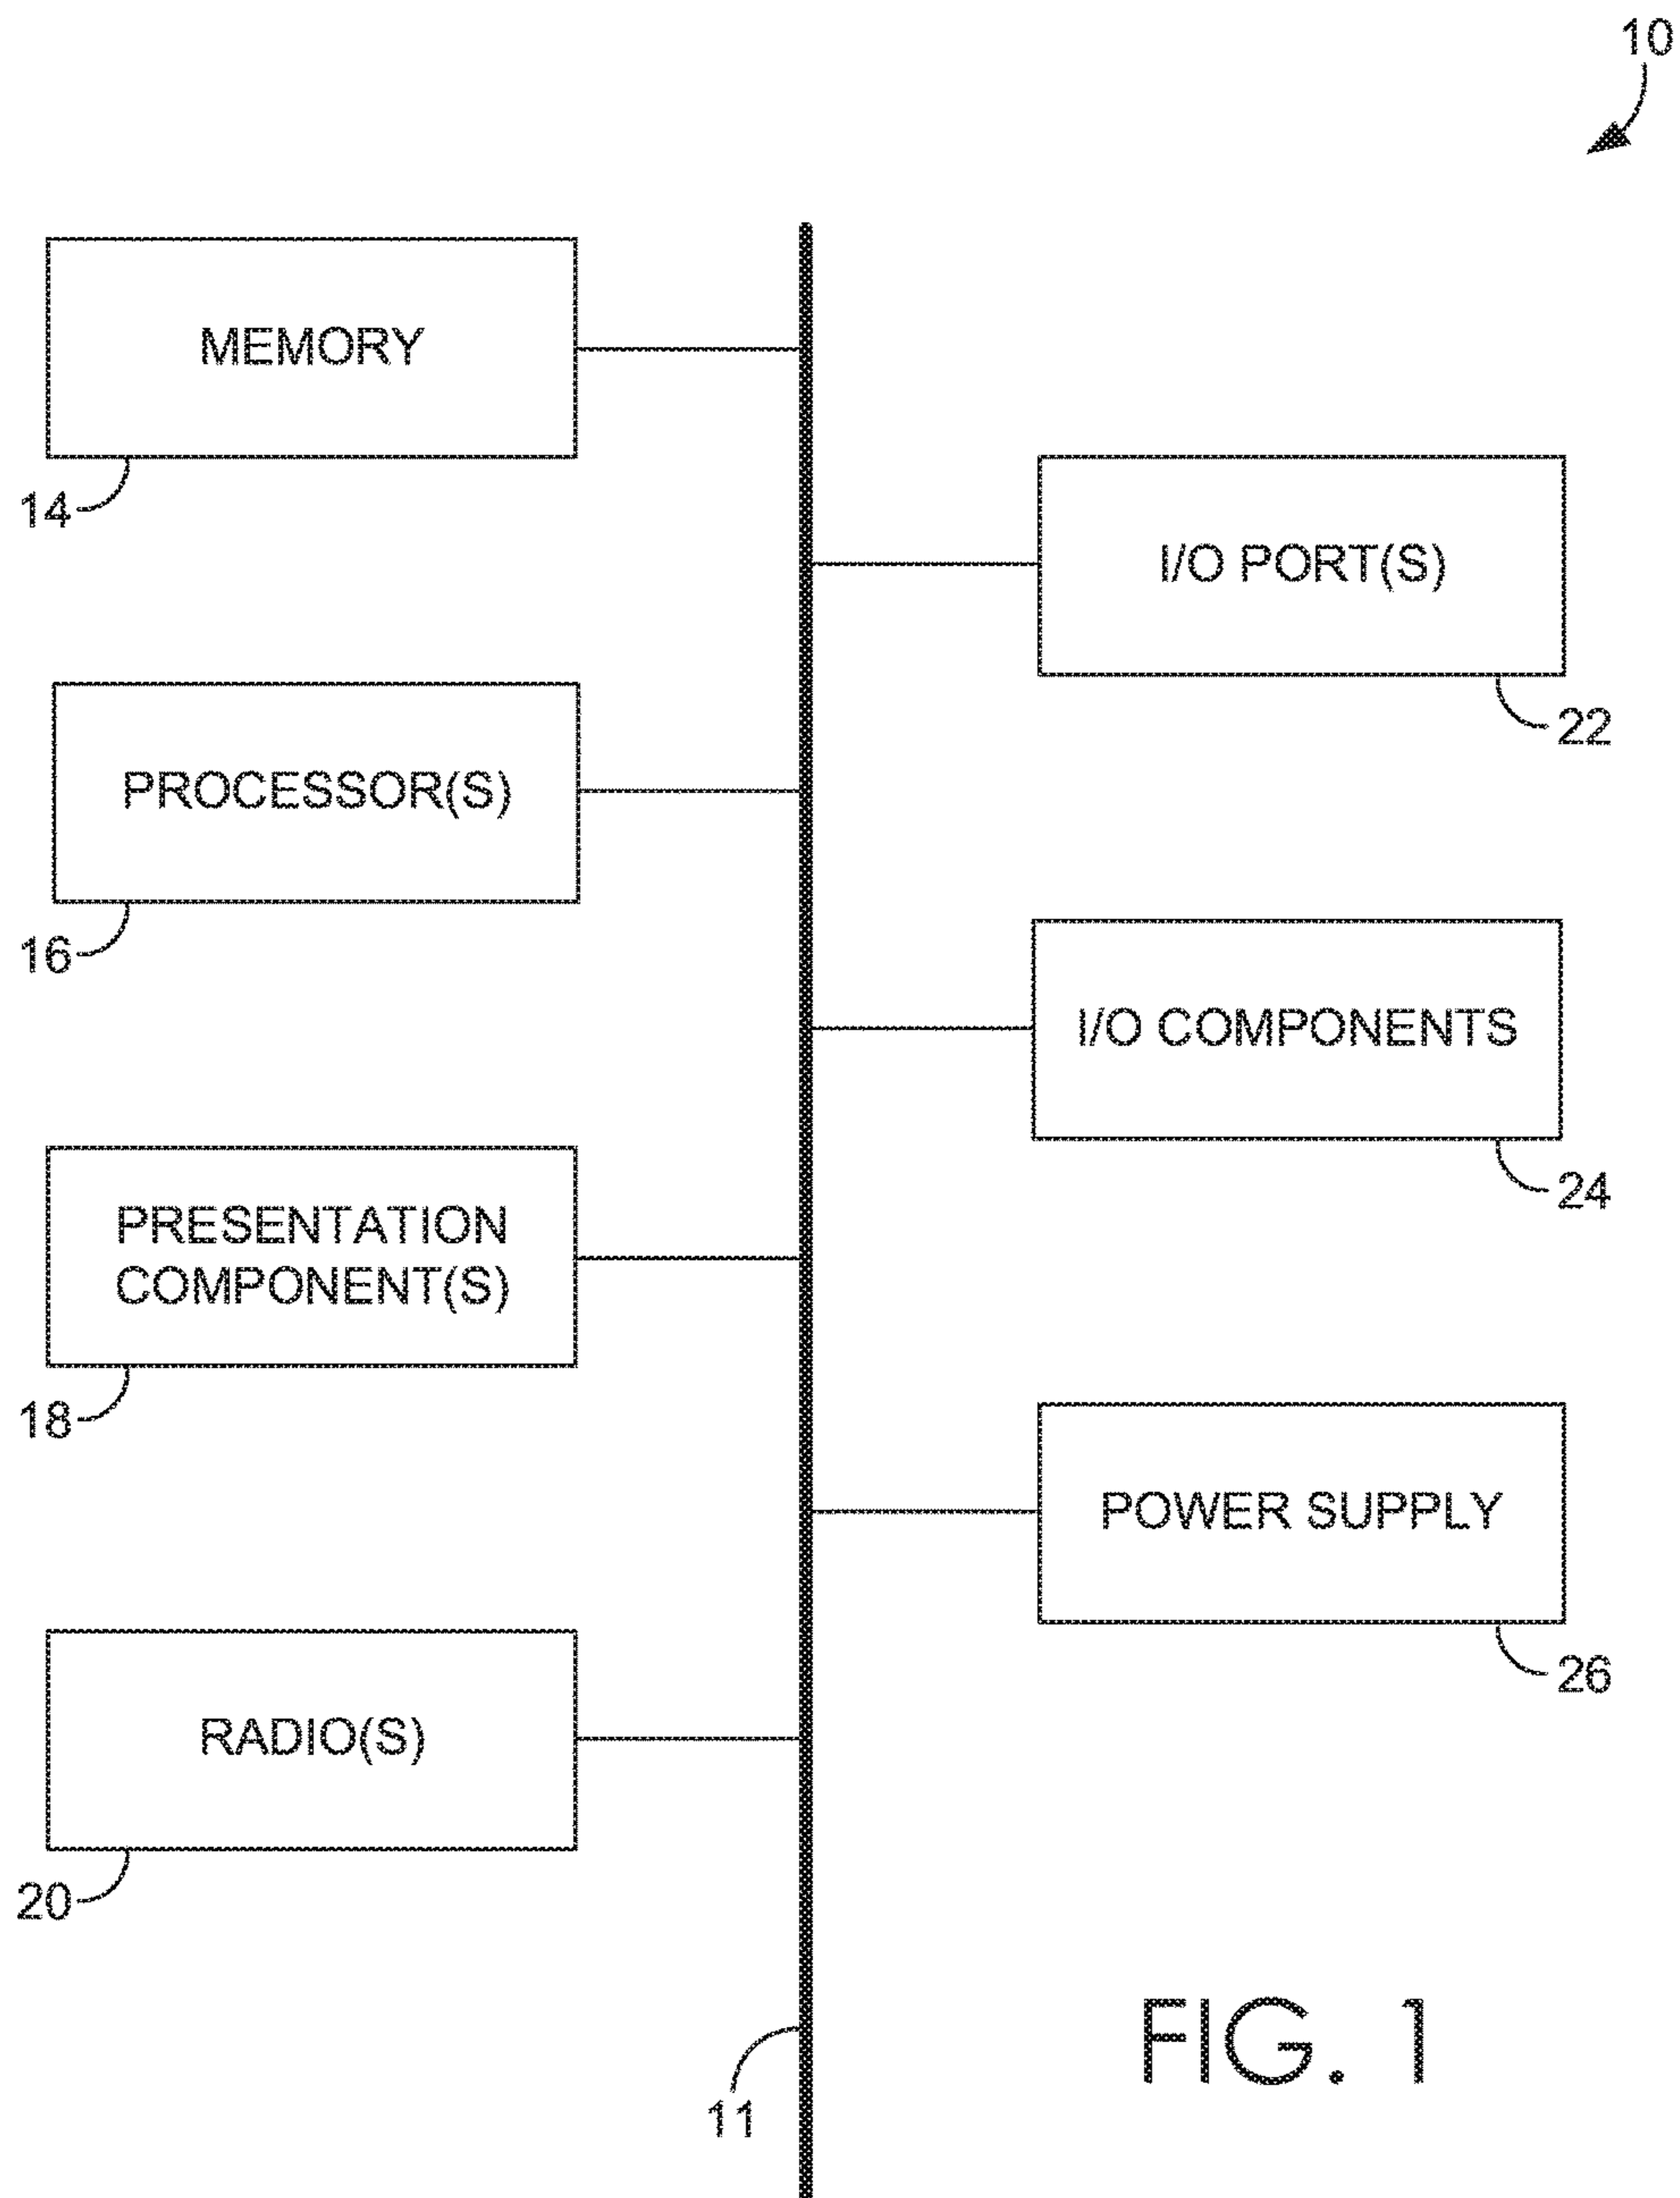 10
MEMORY
14
I/O PORT(S)
22
PROCESSOR(S)
16
I/O COMPONENTS
24
PRESENTATION
COMPONENT(S)
18
POWER SUPPLY
26
RADIO(S)
20
11
FIG. 1